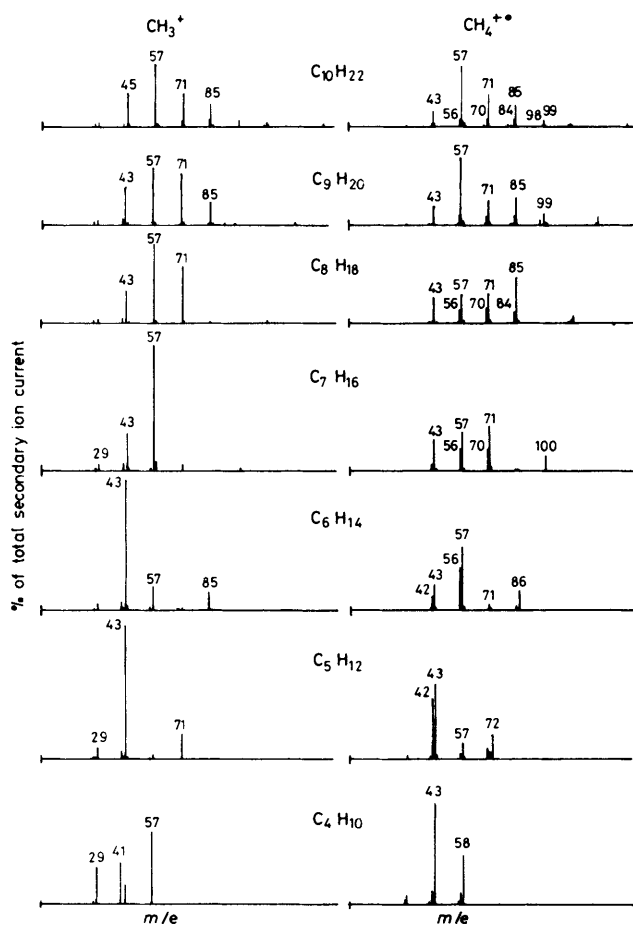 CH3+ CH4+•
C10H22
45 57 71 85
43 56 57 70 71 84 85 98 99
C9H20
43 57 71 85
43 57 71 85 99
C8H18
43 57 71
43 56 57 70 71 84 85
C7H16
29 43 57
43 56 57 70 71 100
C6H14
43 57 85
42 43 56 57 71 86
C5H12
29 43 71
42 43 57 72
C4H10
29 41 57
43 58
m/e m/e
% of total secondary ion current